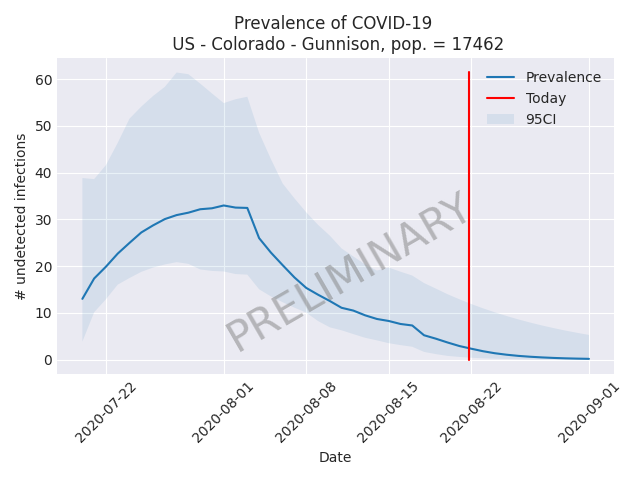 Prevalence of COVID-19
US - Colorado - Gunnison, pop. = 17462
Prevalence
Today
95CI
PRELIMINARY
# undetected infections
60
50
40
30
20
10
0
2020-07-22
2020-08-01
2020-08-08
2020-08-15
2020-08-22
2020-09-01
Date